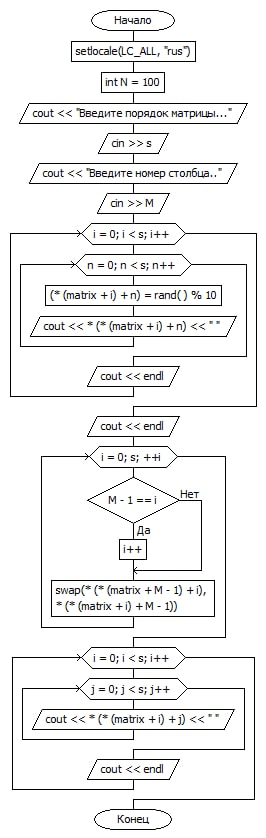 Начало
setlocale(LC_ALL, "rus")
int N = 100
cout << "Введите порядок матрицы..."
cin >> s
cout << "Введите номер столбца.."
cin >> M
i = 0; i < s; i++
n = 0; n < s; n++
(* (matrix + i) + n) = rand( ) % 10
cout << * (* (matrix + i) + n) << " "
cout << endl
cout << endl
i = 0; s; ++i
M - 1 == i
Нет
Да
i++
swap(* (* (matrix + M - 1) + i),
* (* (matrix + i) + M - 1))
i = 0; i < s; i++
j = 0; j < s; j++
cout << * (* (matrix + i) + j) << " "
cout << endl
Конец